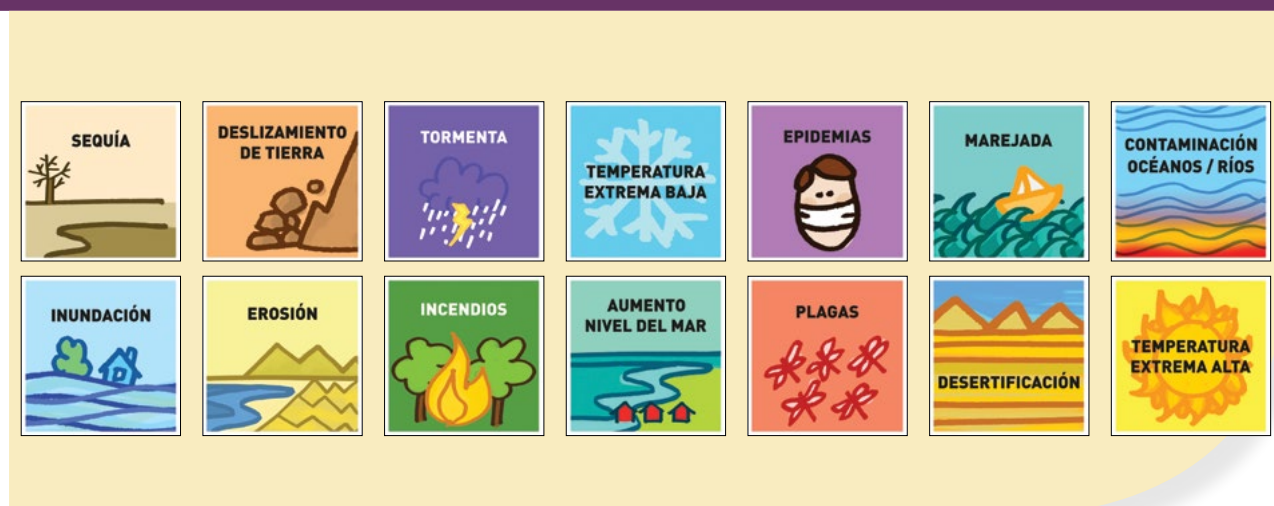 SEQUÍA
DESLIZAMIENTO
DE TIERRA
TORMENTA
TEMPERATURA
EXTREMA BAJA
EPIDEMIAS
MAREJADA
CONTAMINACIÓN
OCÉANOS / RÍOS
INUNDACIÓN
EROSIÓN
INCENDIOS
AUMENTO
NIVEL DEL MAR
PLAGAS
DESERTIFICACIÓN
TEMPERATURA
EXTREMA ALTA